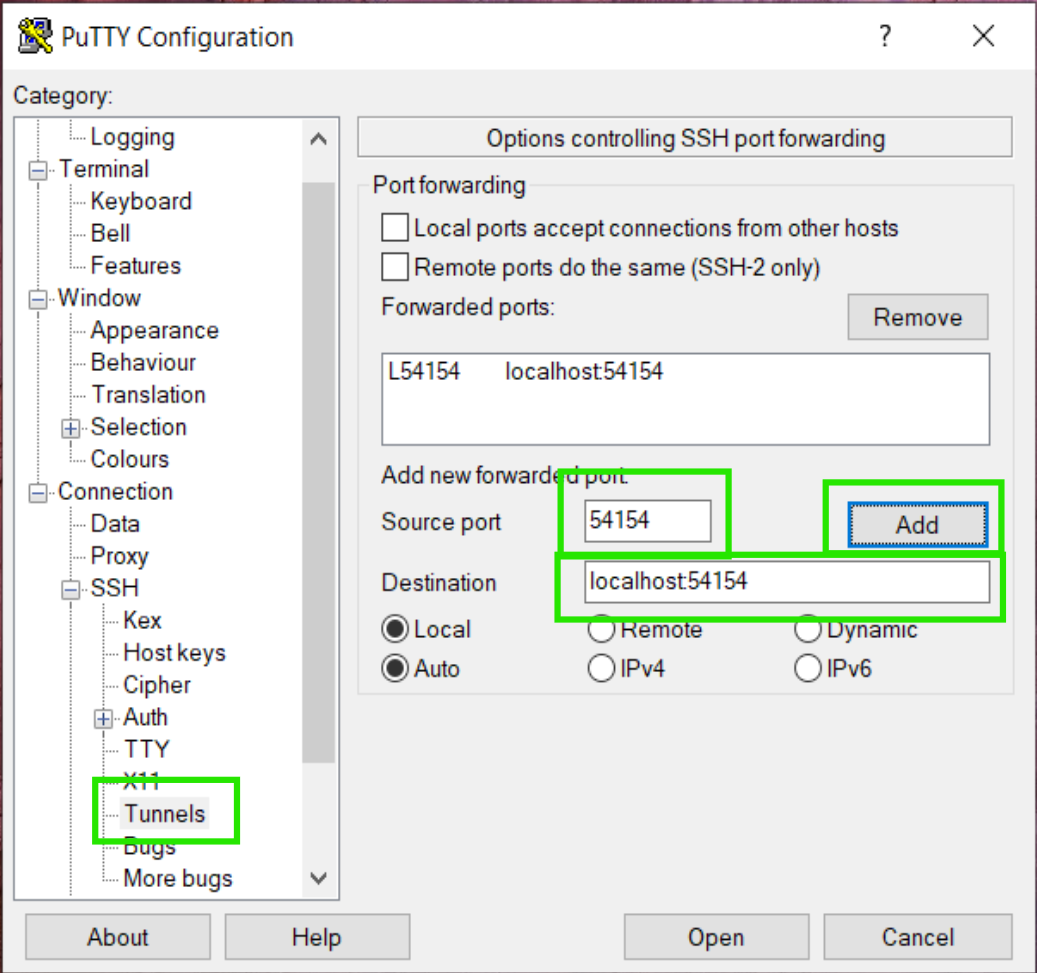 PuTTY Configuration
?
Category:
Logging
Terminal
Keyboard
Bell
Features
Window
Appearance
Behaviour
Translation
Selection
Colours
Connection
Data
Proxy
SSH
Kex
Host keys
Cipher
Auth
TTY
X11
Tunnels
Bugs
More bugs
Options controlling SSH port forwarding
Port forwarding
Local ports accept connections from other hosts
Remote ports do the same (SSH-2 only)
Forwarded ports:
Remove
L54154 localhost:54154
Add new forwarded port:
Source port 54154 Add
Destination localhost:54154
Local Remote Dynamic
Auto IPv4 IPv6
About Help Open Cancel